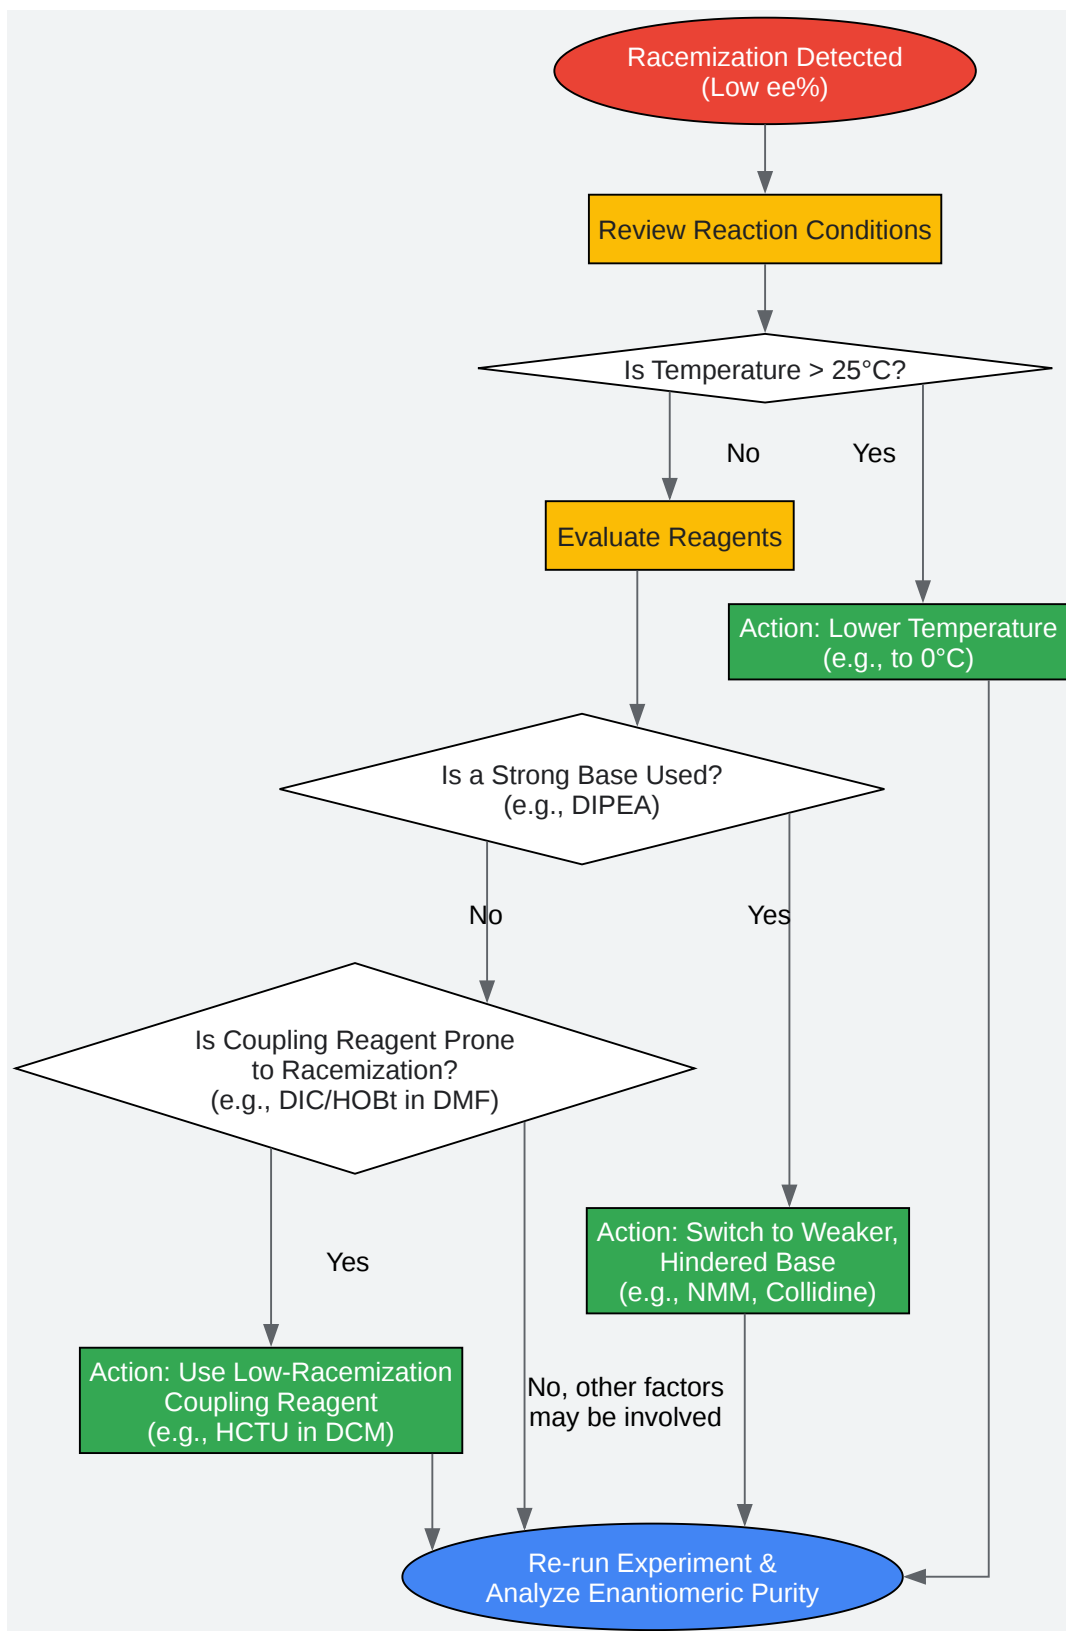 Racemization Detected
(Low ee%)
Review Reaction Conditions
Is Temperature > 25°C?
No
Yes
Evaluate Reagents
Action: Lower Temperature
(e.g., to 0°C)
Is a Strong Base Used?
(e.g., DIPEA)
No
Yes
Is Coupling Reagent Prone
to Racemization?
(e.g., DIC/HOBt in DMF)
Action: Switch to Weaker,
Hindered Base
(e.g., NMM, Collidine)
Yes
Action: Use Low-Racemization
Coupling Reagent
(e.g., HCTU in DCM)
No, other factors
may be involved
Re-run Experiment &
Analyze Enantiomeric Purity